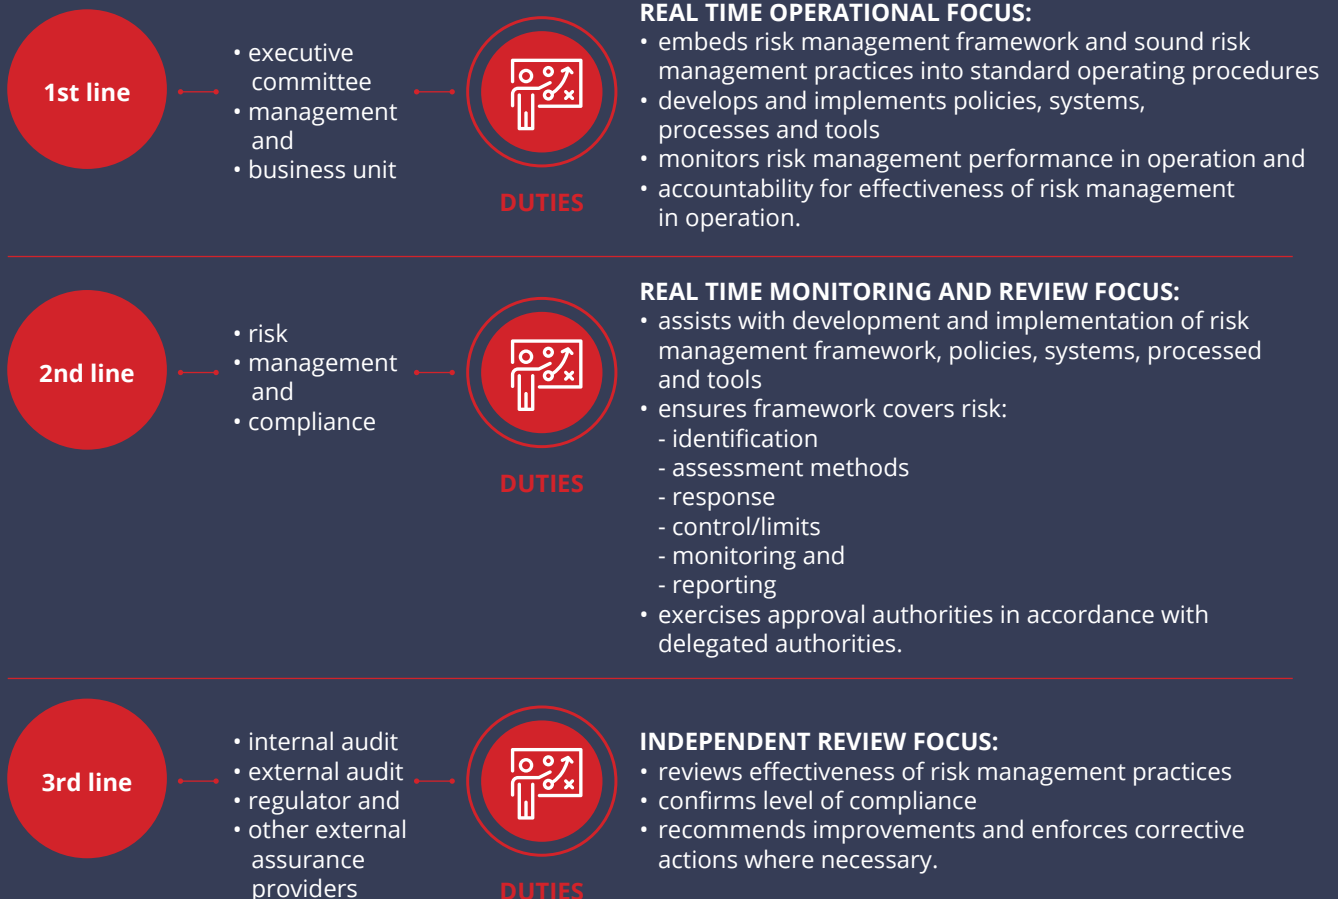 1st line
• executive
committee
• management
and
• business unit
DUTIES
REAL TIME OPERATIONAL FOCUS:
• embeds risk management framework and sound risk
management practices into standard operating procedures
• develops and implements policies, systems,
processes and tools
• monitors risk management performance in operation and
• accountability for effectiveness of risk management
in operation.
2nd line
• risk
• management
and
• compliance
DUTIES
REAL TIME MONITORING AND REVIEW FOCUS:
• assists with development and implementation of risk
management framework, policies, systems, processed
and tools
• ensures framework covers risk:
- identification
- assessment methods
- response
- control/limits
- monitoring and
- reporting
• exercises approval authorities in accordance with
delegated authorities.
3rd line
• internal audit
• external audit
• regulator and
• other external
assurance
providers
DUTIES
INDEPENDENT REVIEW FOCUS:
• reviews effectiveness of risk management practices
• confirms level of compliance
• recommends improvements and enforces corrective
actions where necessary.